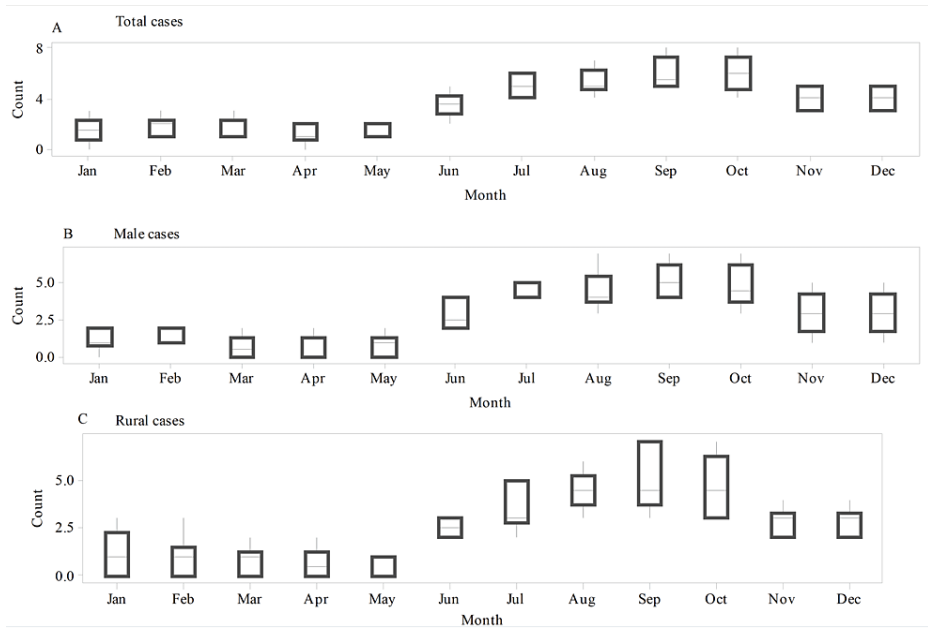 A Total cases
8
4
0
Count
Jan Feb Mar Apr May Jun Jul Aug Sep Oct Nov Dec
Month
B Male cases
5.0
2.5
0.0
Count
Jan Feb Mar Apr May Jun Jul Aug Sep Oct Nov Dec
Month
C Rural cases
5.0
2.5
0.0
Count
Jan Feb Mar Apr May Jun Jul Aug Sep Oct Nov Dec
Month